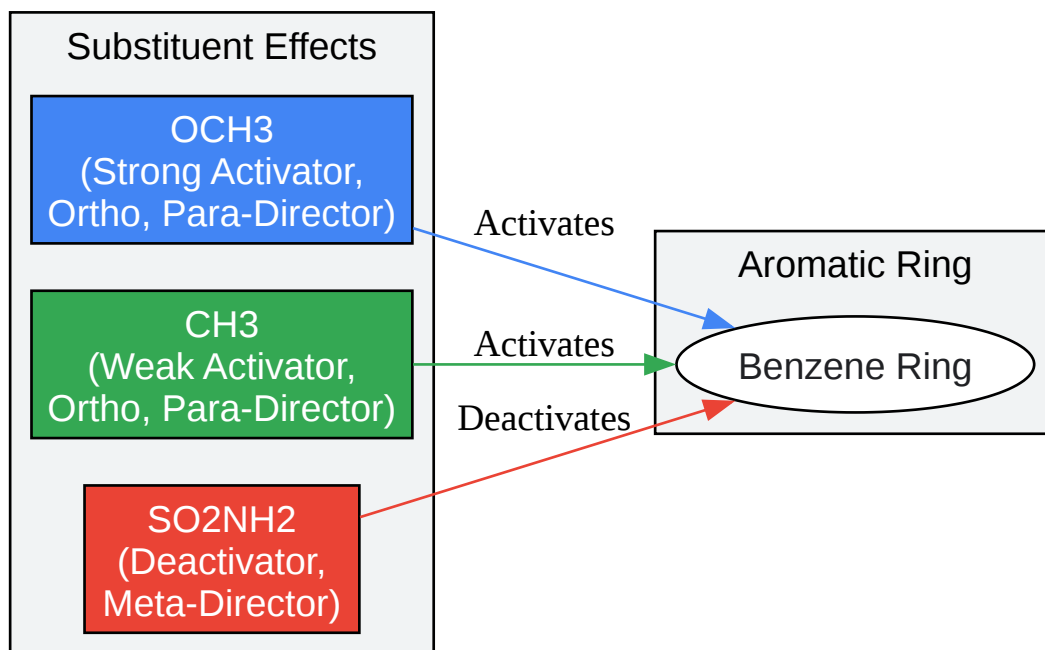 Substituent Effects
OCH3
(Strong Activator,
Ortho, Para-Director)
CH3
(Weak Activator,
Ortho, Para-Director)
SO2NH2
(Deactivator,
Meta-Director)
Activates
Activates
Deactivates
Aromatic Ring
Benzene Ring